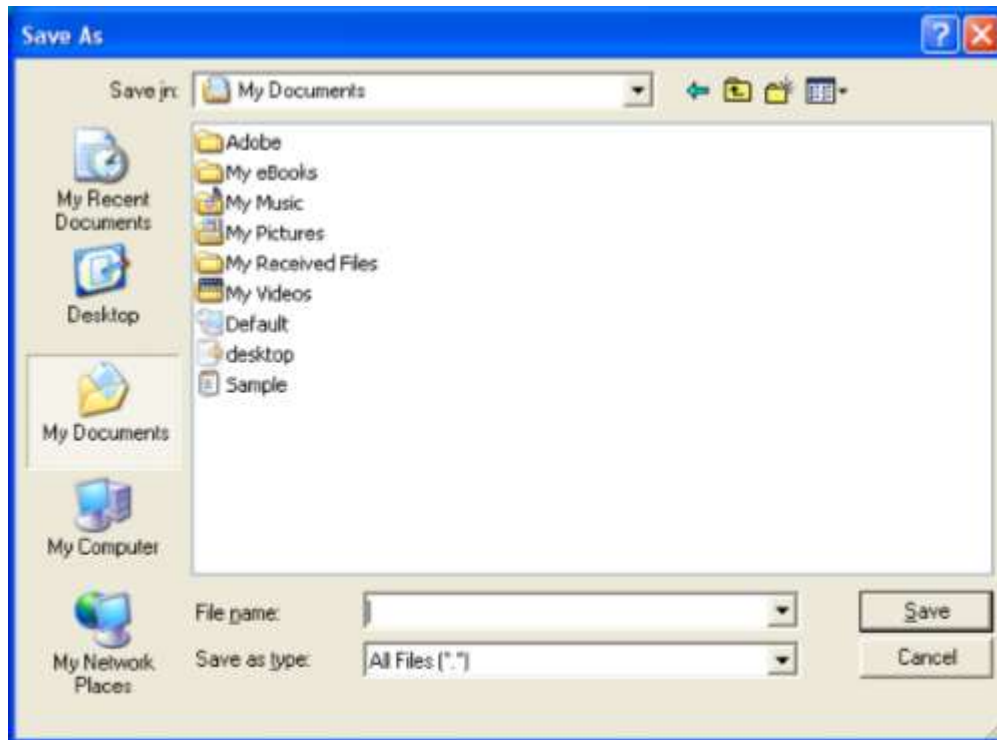 Save As
Save in:
My Documents
My Recent
Documents
Desktop
My Documents
My Computer
My Network
Places
Adobe
My eBooks
My Music
My Pictures
My Received Files
My Videos
Default
desktop
Sample
File name:
Save
Save as type:
All Files (".")
Cancel